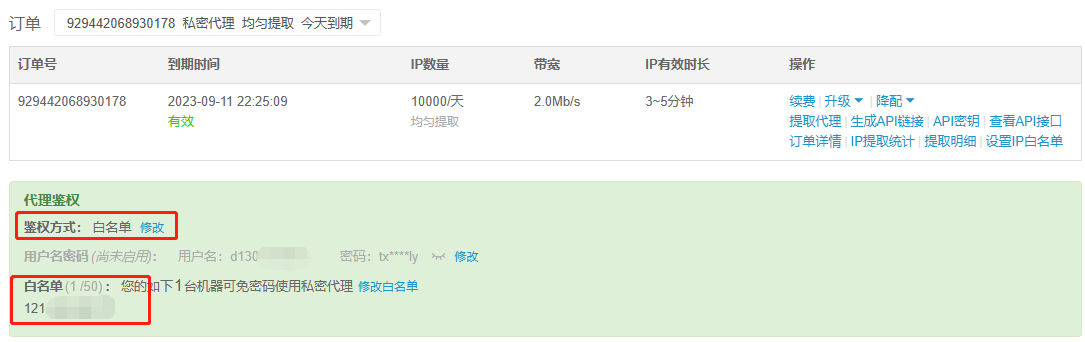 订单 929442068930178 私密代理 均匀提取 今天到期
订单号 到期时间 IP数量 带宽 IP有效时长 操作
929442068930178 2023-09-11 22:25:09 10000/天 2.0Mb/s 3~5分钟 续费 | 升级 | 降配
有效 均匀提取 提取代理 | 生成API链接 | API密钥 | 查看API接口
订单详情 | IP提取统计 | 提取明细 | 设置IP白名单
代理鉴权
鉴权方式： 白名单 修改
用户名密码(尚未启用)： 用户名：d130 密码：tx****ly 修改
白名单(1 /50)： 您的如下1台机器可免密码使用私密代理 修改白名单
121